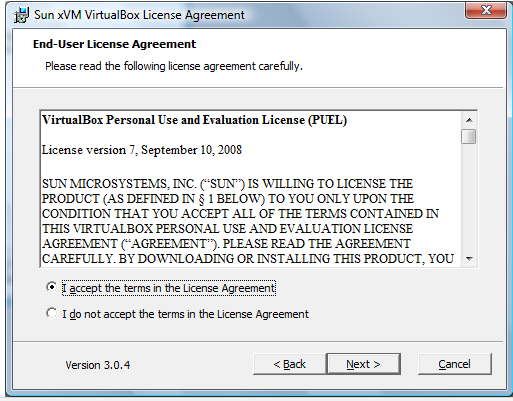 Sun xVM VirtualBox License Agreement
End-User License Agreement
Please read the following license agreement carefully.
VirtualBox Personal Use and Evaluation License (PUEL)
License version 7, September 10, 2008
SUN MICROSYSTEMS, INC. (“SUN”) IS WILLING TO LICENSE THE
PRODUCT (AS DEFINED IN § 1 BELOW) TO YOU ONLY UPON THE
CONDITION THAT YOU ACCEPT ALL OF THE TERMS CONTAINED IN
THIS VIRTUALBOX PERSONAL USE AND EVALUATION LICENSE
AGREEMENT (“AGREEMENT”). PLEASE READ THE AGREEMENT
CAREFULLY. BY DOWNLOADING OR INSTALLING THIS PRODUCT, YOU
I accept the terms in the License Agreement
I do not accept the terms in the License Agreement
Version 3.0.4
< Back
Next >
Cancel